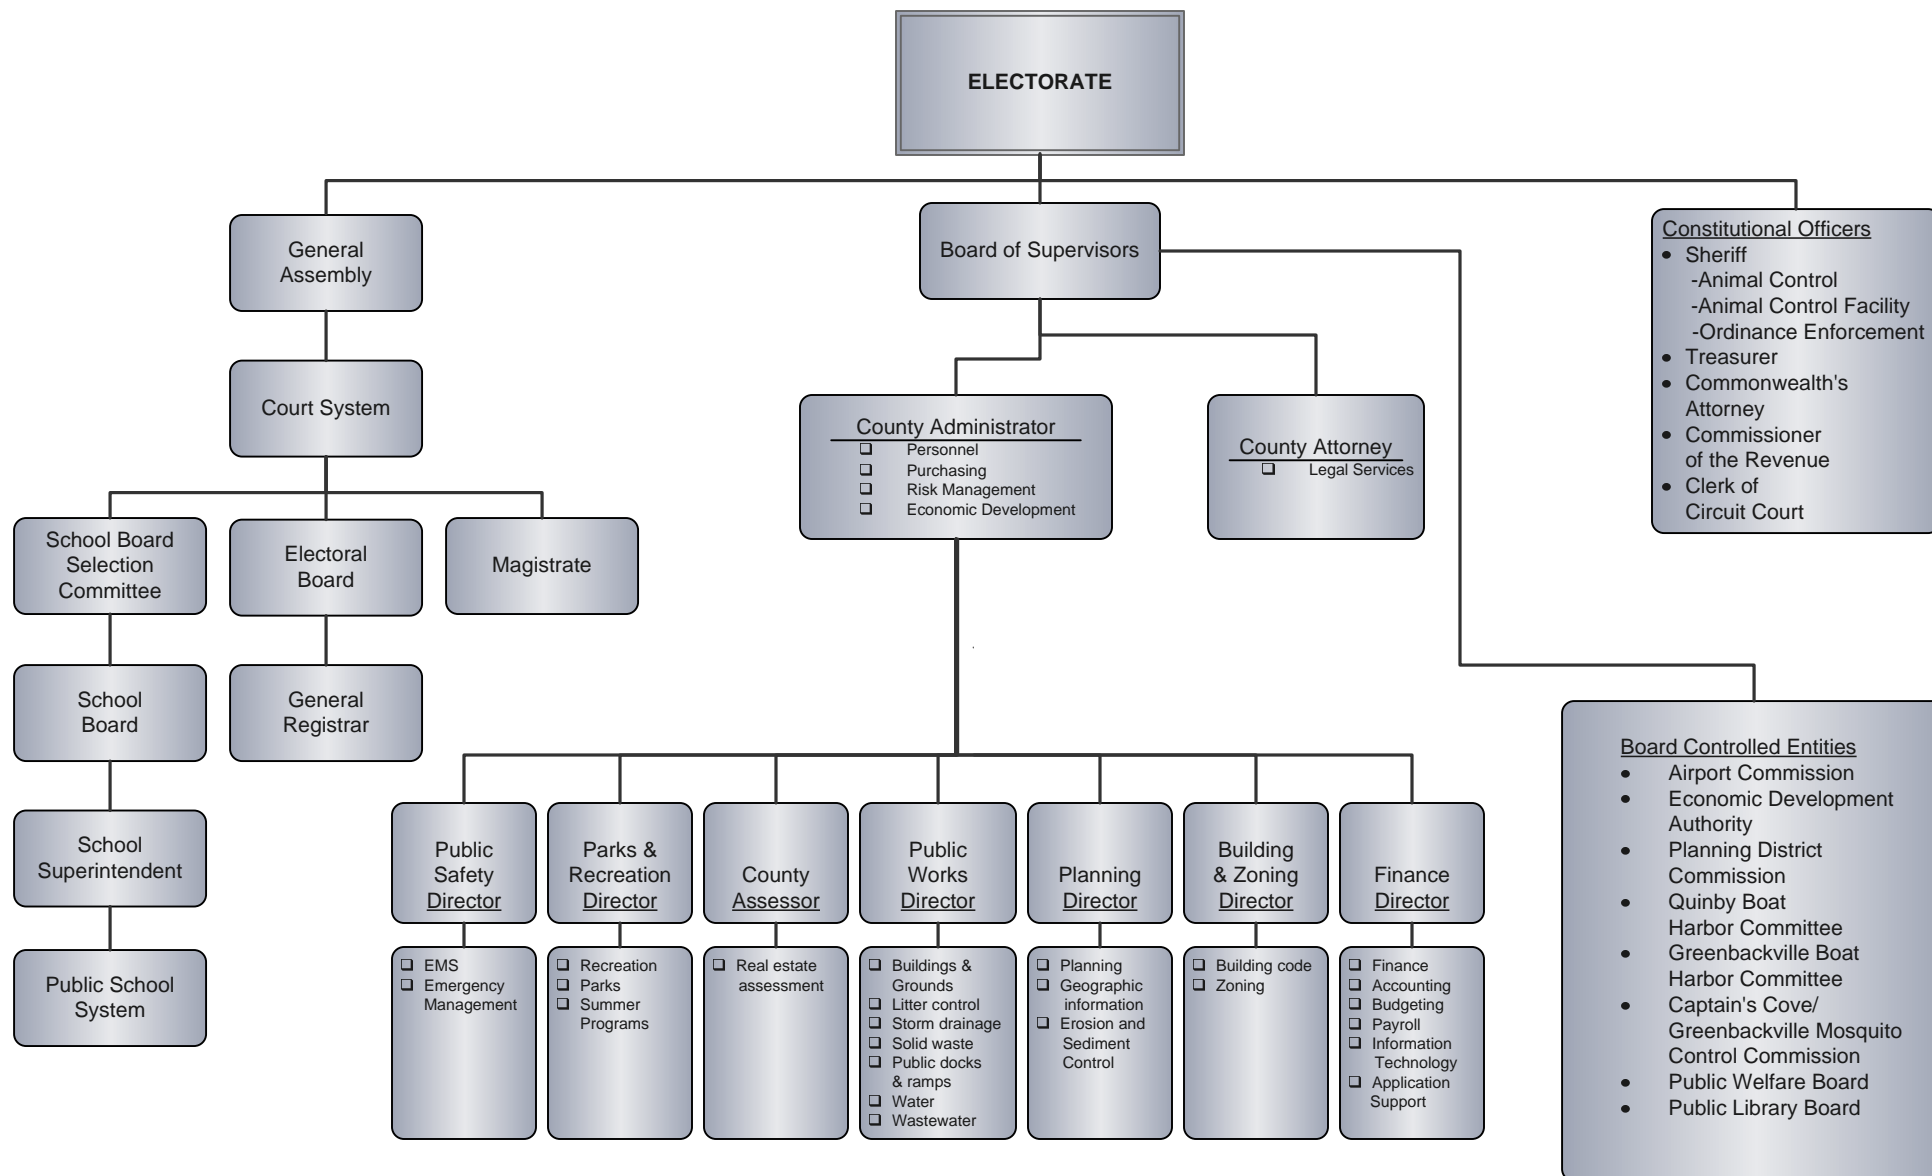 ELECTORATE
General
Assembly
Board of Supervisors
Constitutional Officers
• Sheriff
-Animal Control
-Animal Control Facility
-Ordinance Enforcement
• Treasurer
• Commonwealth's
Attorney
• Commissioner
of the Revenue
• Clerk of
Circuit Court
Court System
County Administrator
❑ Personnel
❑ Purchasing
❑ Risk Management
❑ Economic Development
County Attorney
❑ Legal Services
School Board
Selection
Committee
Electoral
Board
Magistrate
School
Board
General
Registrar
School
Superintendent
Public School
System
Public
Safety
Director
Parks &
Recreation
Director
County
Assessor
Public
Works
Director
Planning
Director
Building
& Zoning
Director
Finance
Director
❑ EMS
❑ Emergency
Management
❑ Recreation
❑ Parks
❑ Summer
Programs
❑ Real estate
assessment
❑ Buildings &
Grounds
❑ Litter control
❑ Storm drainage
❑ Solid waste
❑ Public docks
& ramps
❑ Water
❑ Wastewater
❑ Planning
❑ Geographic
information
❑ Erosion and
Sediment
Control
❑ Building code
❑ Zoning
❑ Finance
❑ Accounting
❑ Budgeting
❑ Payroll
❑ Information
Technology
❑ Application
Support
Board Controlled Entities
• Airport Commission
• Economic Development
Authority
• Planning District
Commission
• Quinby Boat
Harbor Committee
• Greenbackville Boat
Harbor Committee
• Captain's Cove/
Greenbackville Mosquito
Control Commission
• Public Welfare Board
• Public Library Board